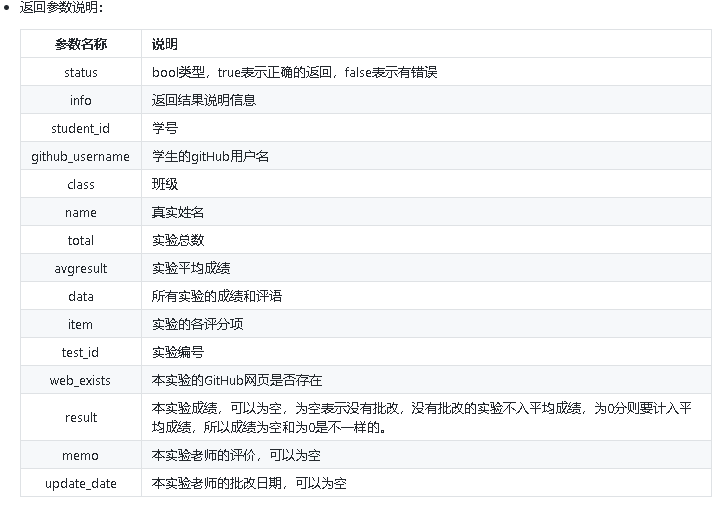 返回参数说明：
参数名称 说明
status bool类型，true表示正确的返回，false表示有错误
info 返回结果说明信息
student_id 学号
github_username 学生的gitHub用户名
class 班级
name 真实姓名
total 实验总数
avgresult 实验平均成绩
data 所有实验的成绩和评语
item 实验的各评分项
test_id 实验编号
web_exists 本实验的GitHub网页是否存在
result 本实验成绩，可以为空，为空表示没有批改，没有批改的实验不入平均成绩，为0分则要计入平
均成绩，所以成绩为空和为0是不一样的。
memo 本实验老师的评价，可以为空
update_date 本实验老师的批改日期，可以为空